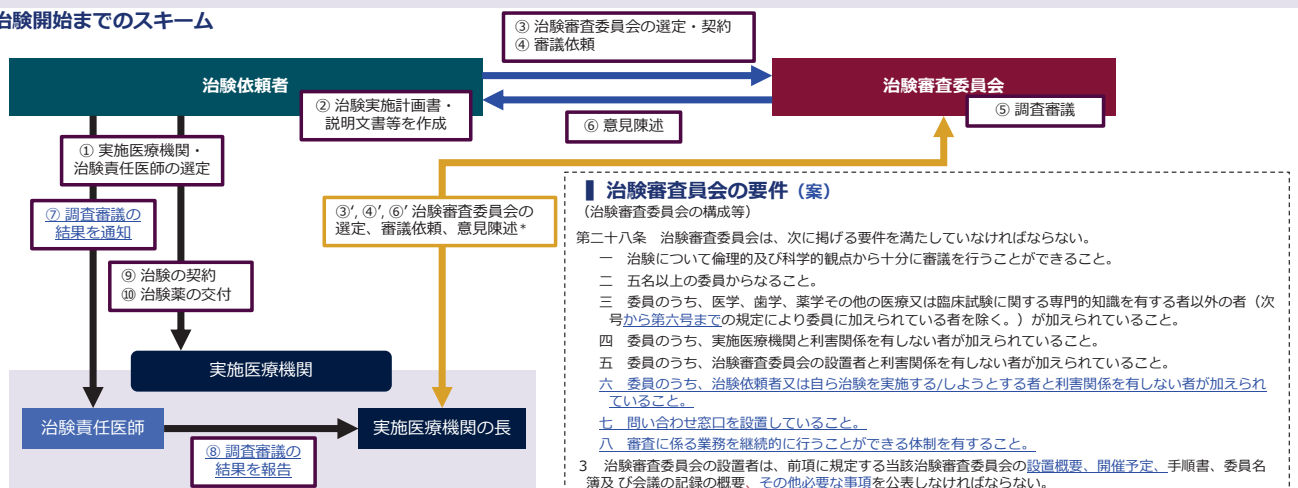 治験開始までのスキーム
③ 治験審査委員会の選定・契約
④ 審議依頼
治験依頼者
治験審査委員会
② 治験実施計画書・
説明文書等を作成
⑤ 調査審議
⑥ 意見陳述
① 実施医療機関・
治験責任医師の選定
⑦ 調査審議の
結果を通知
③’, ④’, ⑥’ 治験審査委員会の
選定、審議依頼、意見陳述*
⑨ 治験の契約
⑩ 治験薬の交付
実施医療機関
治験責任医師
実施医療機関の長
⑧ 調査審議の
結果を報告
治験審査員会の要件（案）
（治験審査委員会の構成等）
第二十八条　治験審査委員会は、次に掲げる要件を満たしていなければならない。
一　治験について倫理的及び科学的観点から十分に審議を行うことができること。
二　五名以上の委員からなること。
三　委員のうち、医学、歯学、薬学その他の医療又は臨床試験に関する専門的知識を有する者以外の者（次
号から第六号までの規定により委員に加えられている者を除く。）が加えられていること。
四　委員のうち、実施医療機関と利害関係を有しない者が加えられていること。
五　委員のうち、治験審査委員会の設置者と利害関係を有しない者が加えられていること。
六　委員のうち、治験依頼者又は自ら治験を実施する/しようとする者と利害関係を有しない者が加えられ
ていること。
七　問い合わせ窓口を設置していること。
八　審査に係る業務を継続的に行うことができる体制を有すること。
3　治験審査委員会の設置者は、前項に規定する当該治験審査委員会の設置概要、開催予定、手順書、委員名
簿及び会議の記録の概要、その他必要な事項を公表しなければならない。